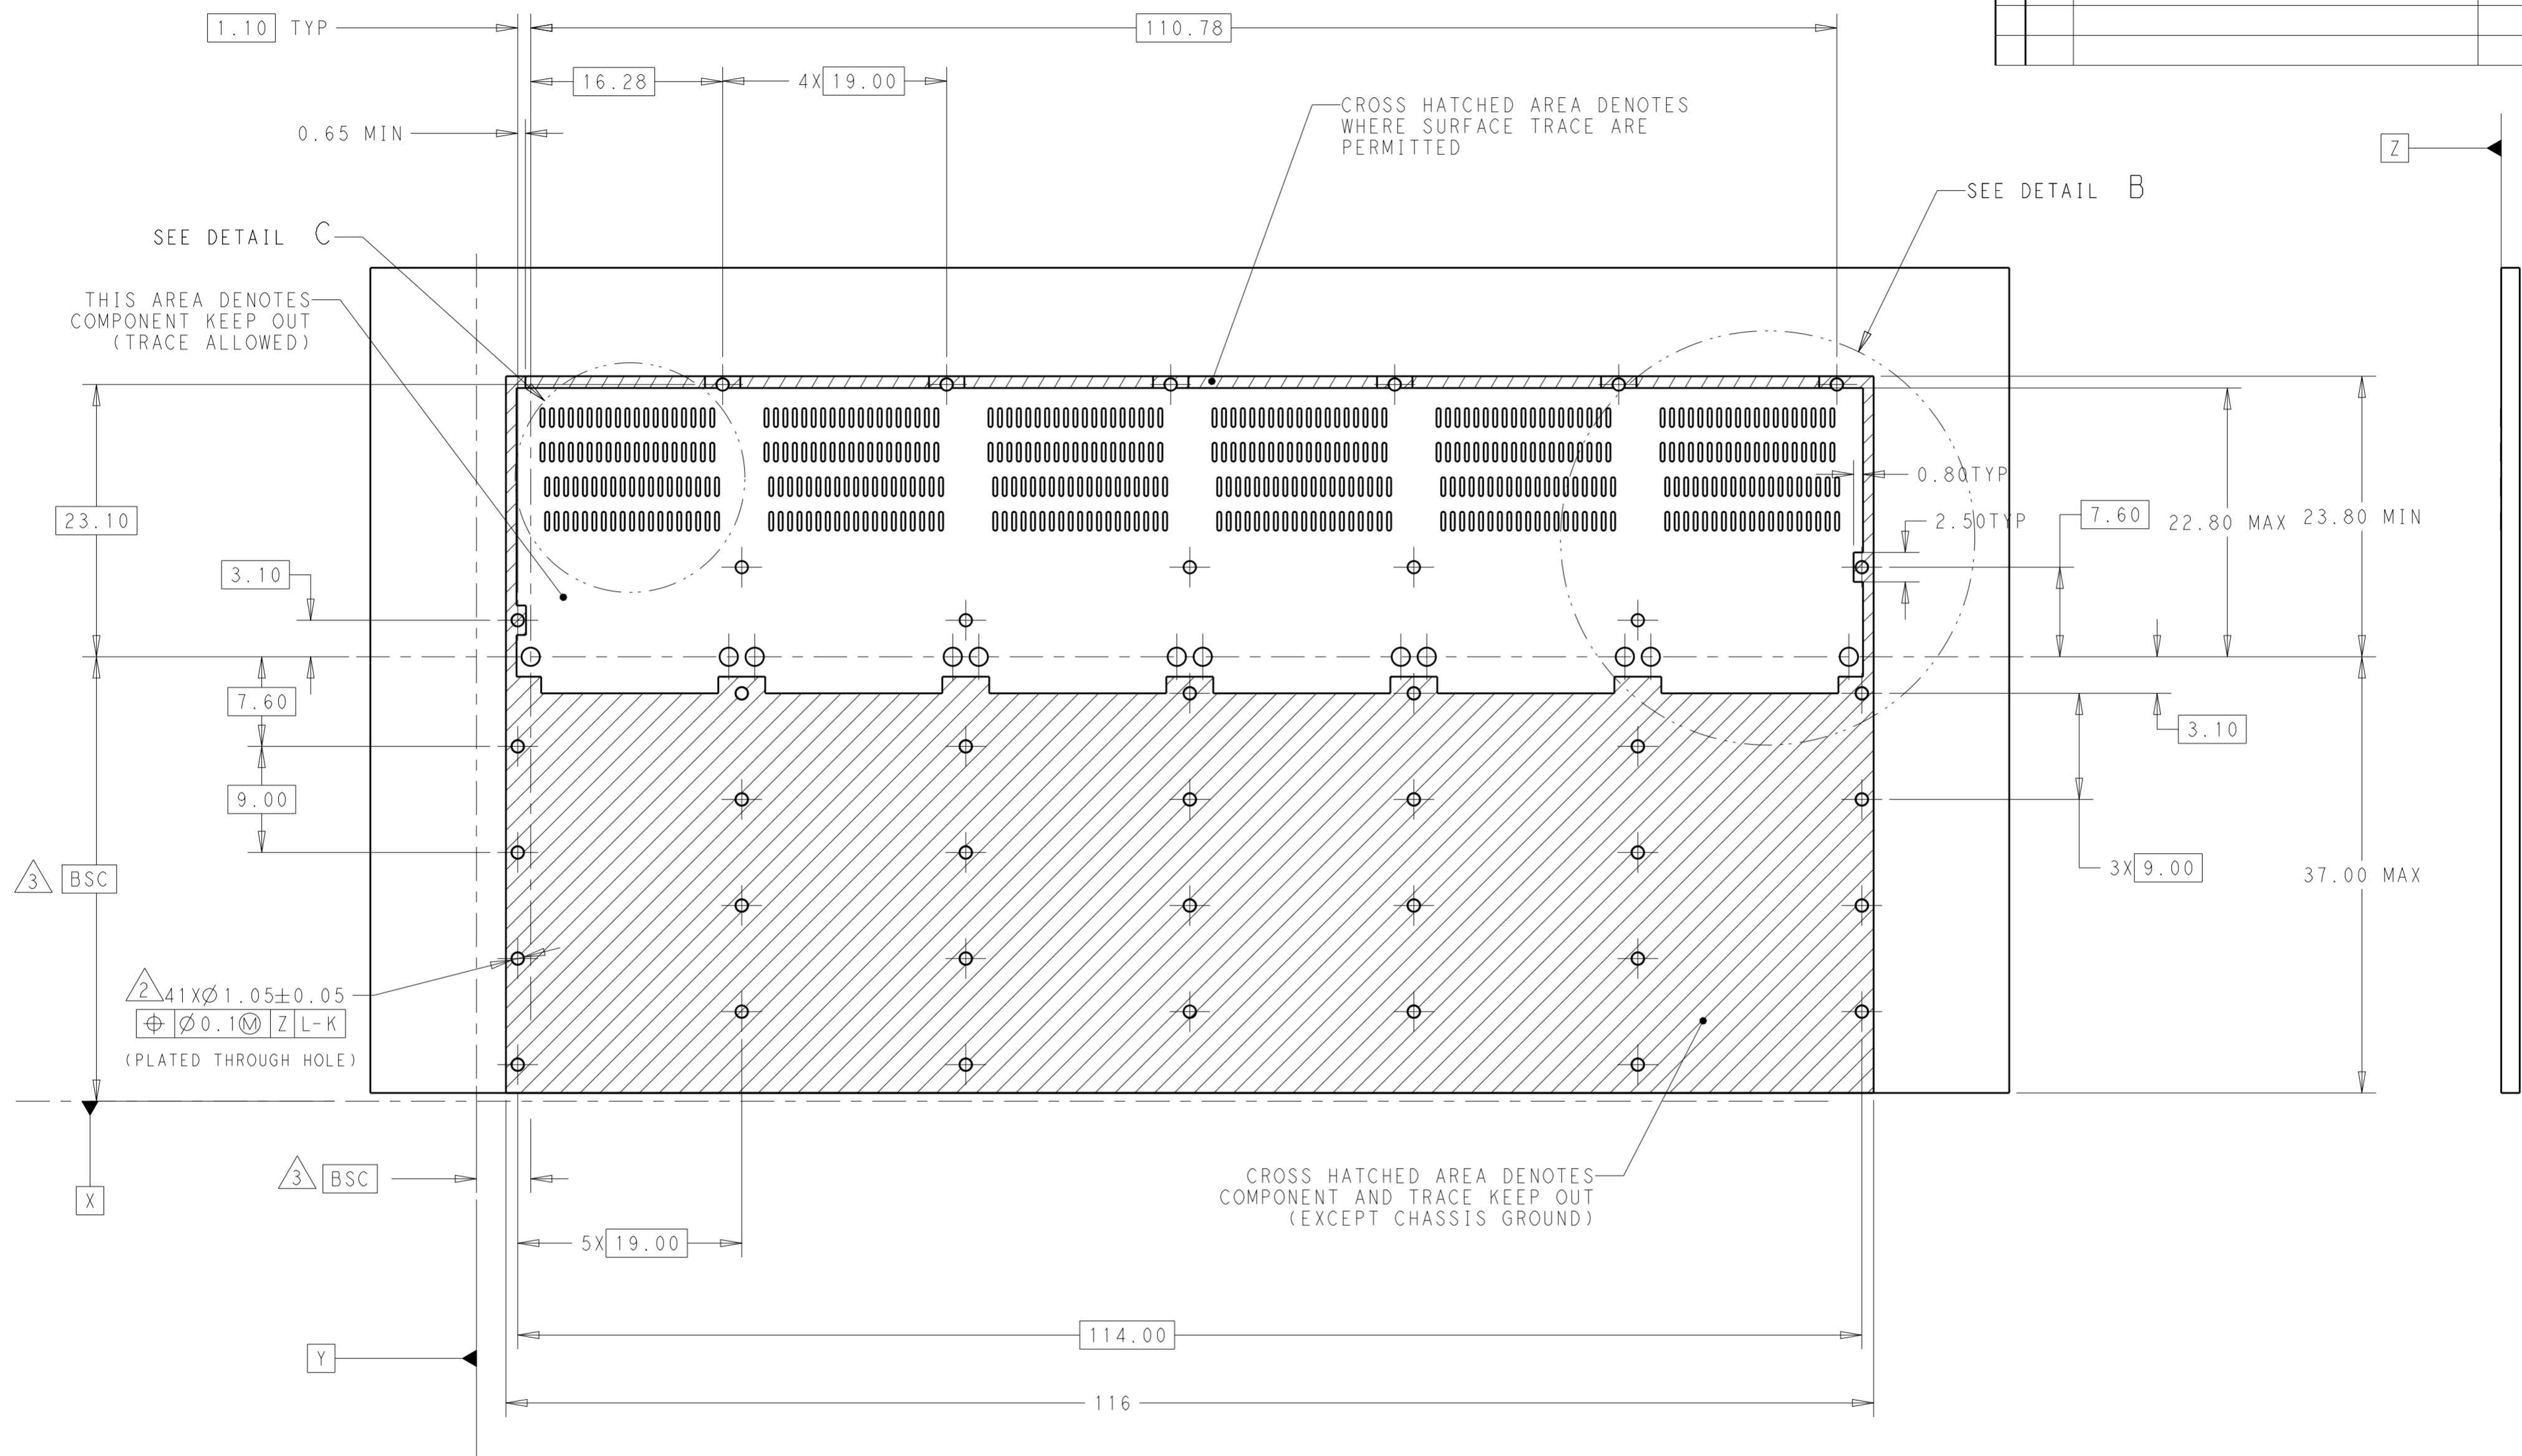 1.10 TYP
110.78
16.28
4X 19.00
0.65 MIN
CROSS HATCHED AREA DENOTES
WHERE SURFACE TRACE ARE
PERMITTED
Z
SEE DETAIL B
SEE DETAIL C
THIS AREA DENOTES
COMPONENT KEEP OUT
(TRACE ALLOWED)
0.80TYP
2.50TYP
7.60
22.80 MAX
23.80 MIN
23.10
3.10
7.60
3.10
9.00
3X 9.00
37.00 MAX
3 BSC
2 41XØ1.05±0.05
⌖ Ø0.1Ⓜ Z L-K
(PLATED THROUGH HOLE)
CROSS HATCHED AREA DENOTES
COMPONENT AND TRACE KEEP OUT
(EXCEPT CHASSIS GROUND)
3 BSC
X
5X 19.00
114.00
Y
116